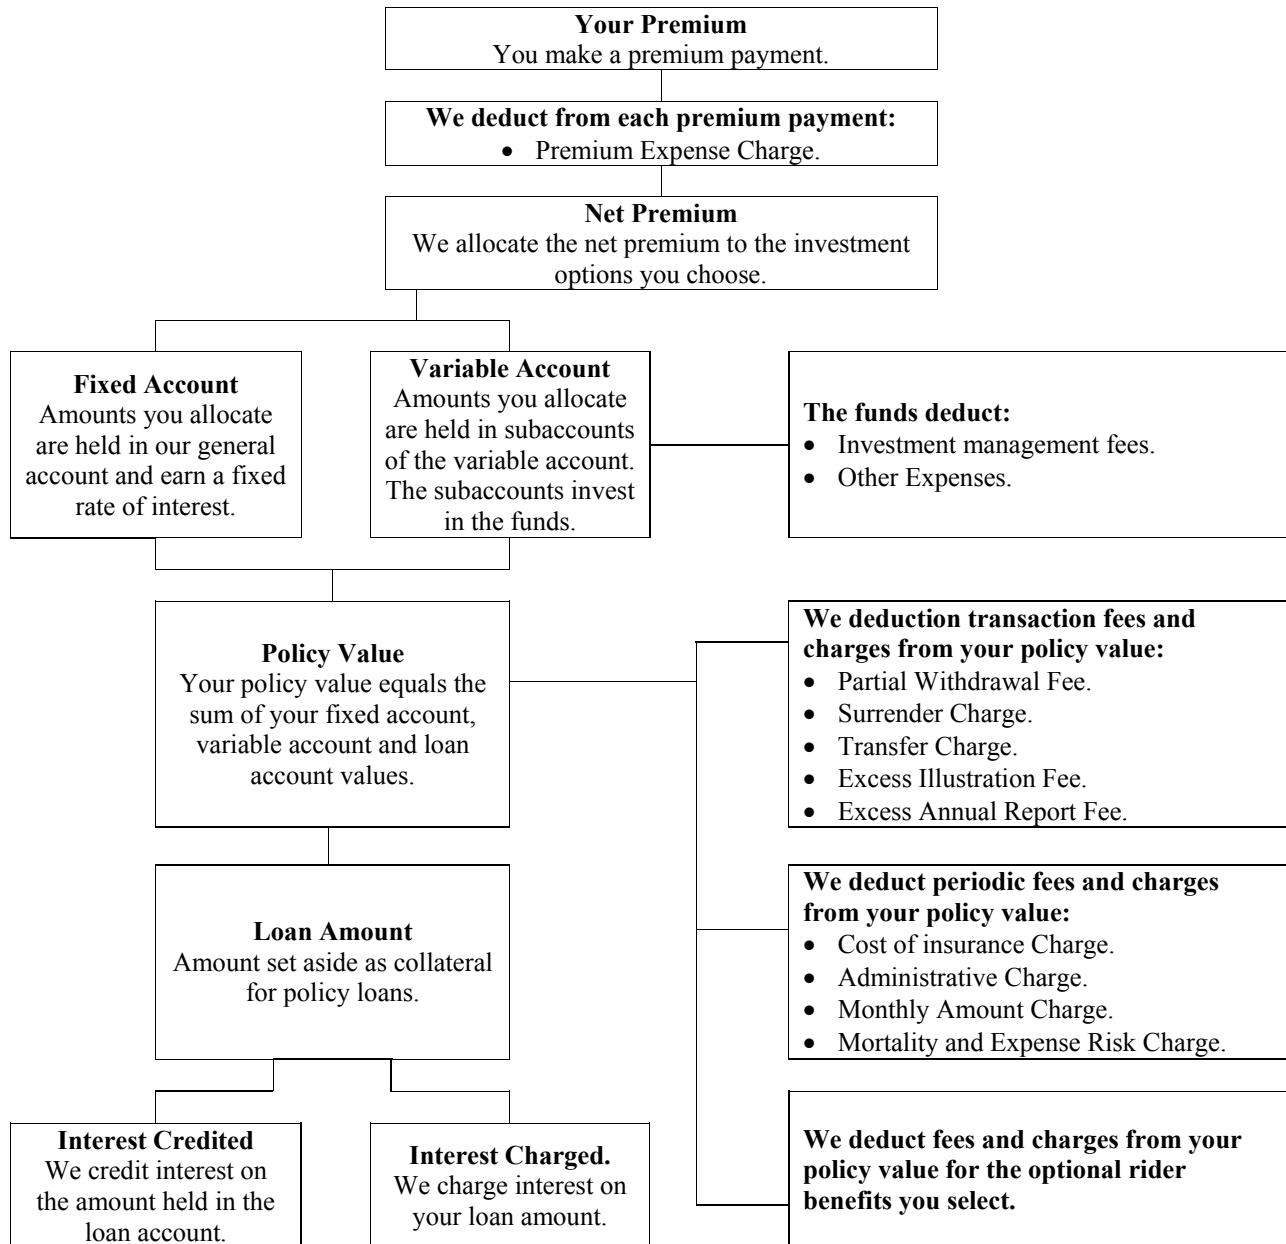 Your Premium
You make a premium payment.
We deduct from each premium payment:
• Premium Expense Charge.
Net Premium
We allocate the net premium to the investment
options you choose.
Fixed Account
Amounts you allocate
are held in our general
account and earn a fixed
rate of interest.
Variable Account
Amounts you allocate
are held in subaccounts
of the variable account.
The subaccounts invest
in the funds.
The funds deduct:
• Investment management fees.
• Other Expenses.
Policy Value
Your policy value equals the
sum of your fixed account,
variable account and loan
account values.
We deduction transaction fees and
charges from your policy value:
• Partial Withdrawal Fee.
• Surrender Charge.
• Transfer Charge.
• Excess Illustration Fee.
• Excess Annual Report Fee.
Loan Amount
Amount set aside as collateral
for policy loans.
We deduct periodic fees and charges
from your policy value:
• Cost of insurance Charge.
• Administrative Charge.
• Monthly Amount Charge.
• Mortality and Expense Risk Charge.
Interest Credited
We credit interest on
the amount held in the
loan account.
Interest Charged.
We charge interest on
your loan amount.
We deduct fees and charges from your
policy value for the optional rider
benefits you select.